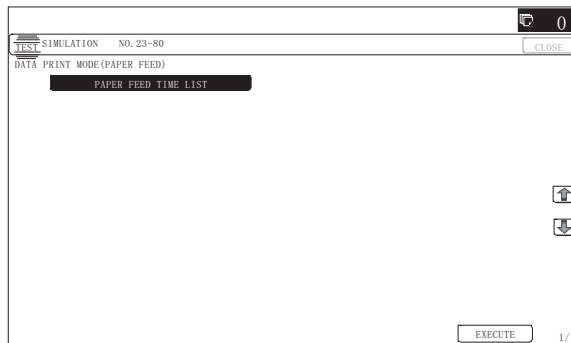 0
TEST SIMULATION NO. 23-80
CLOSE
DATA PRINT MODE(PAPER FEED)
PAPER FEED TIME LIST
EXECUTE
1/